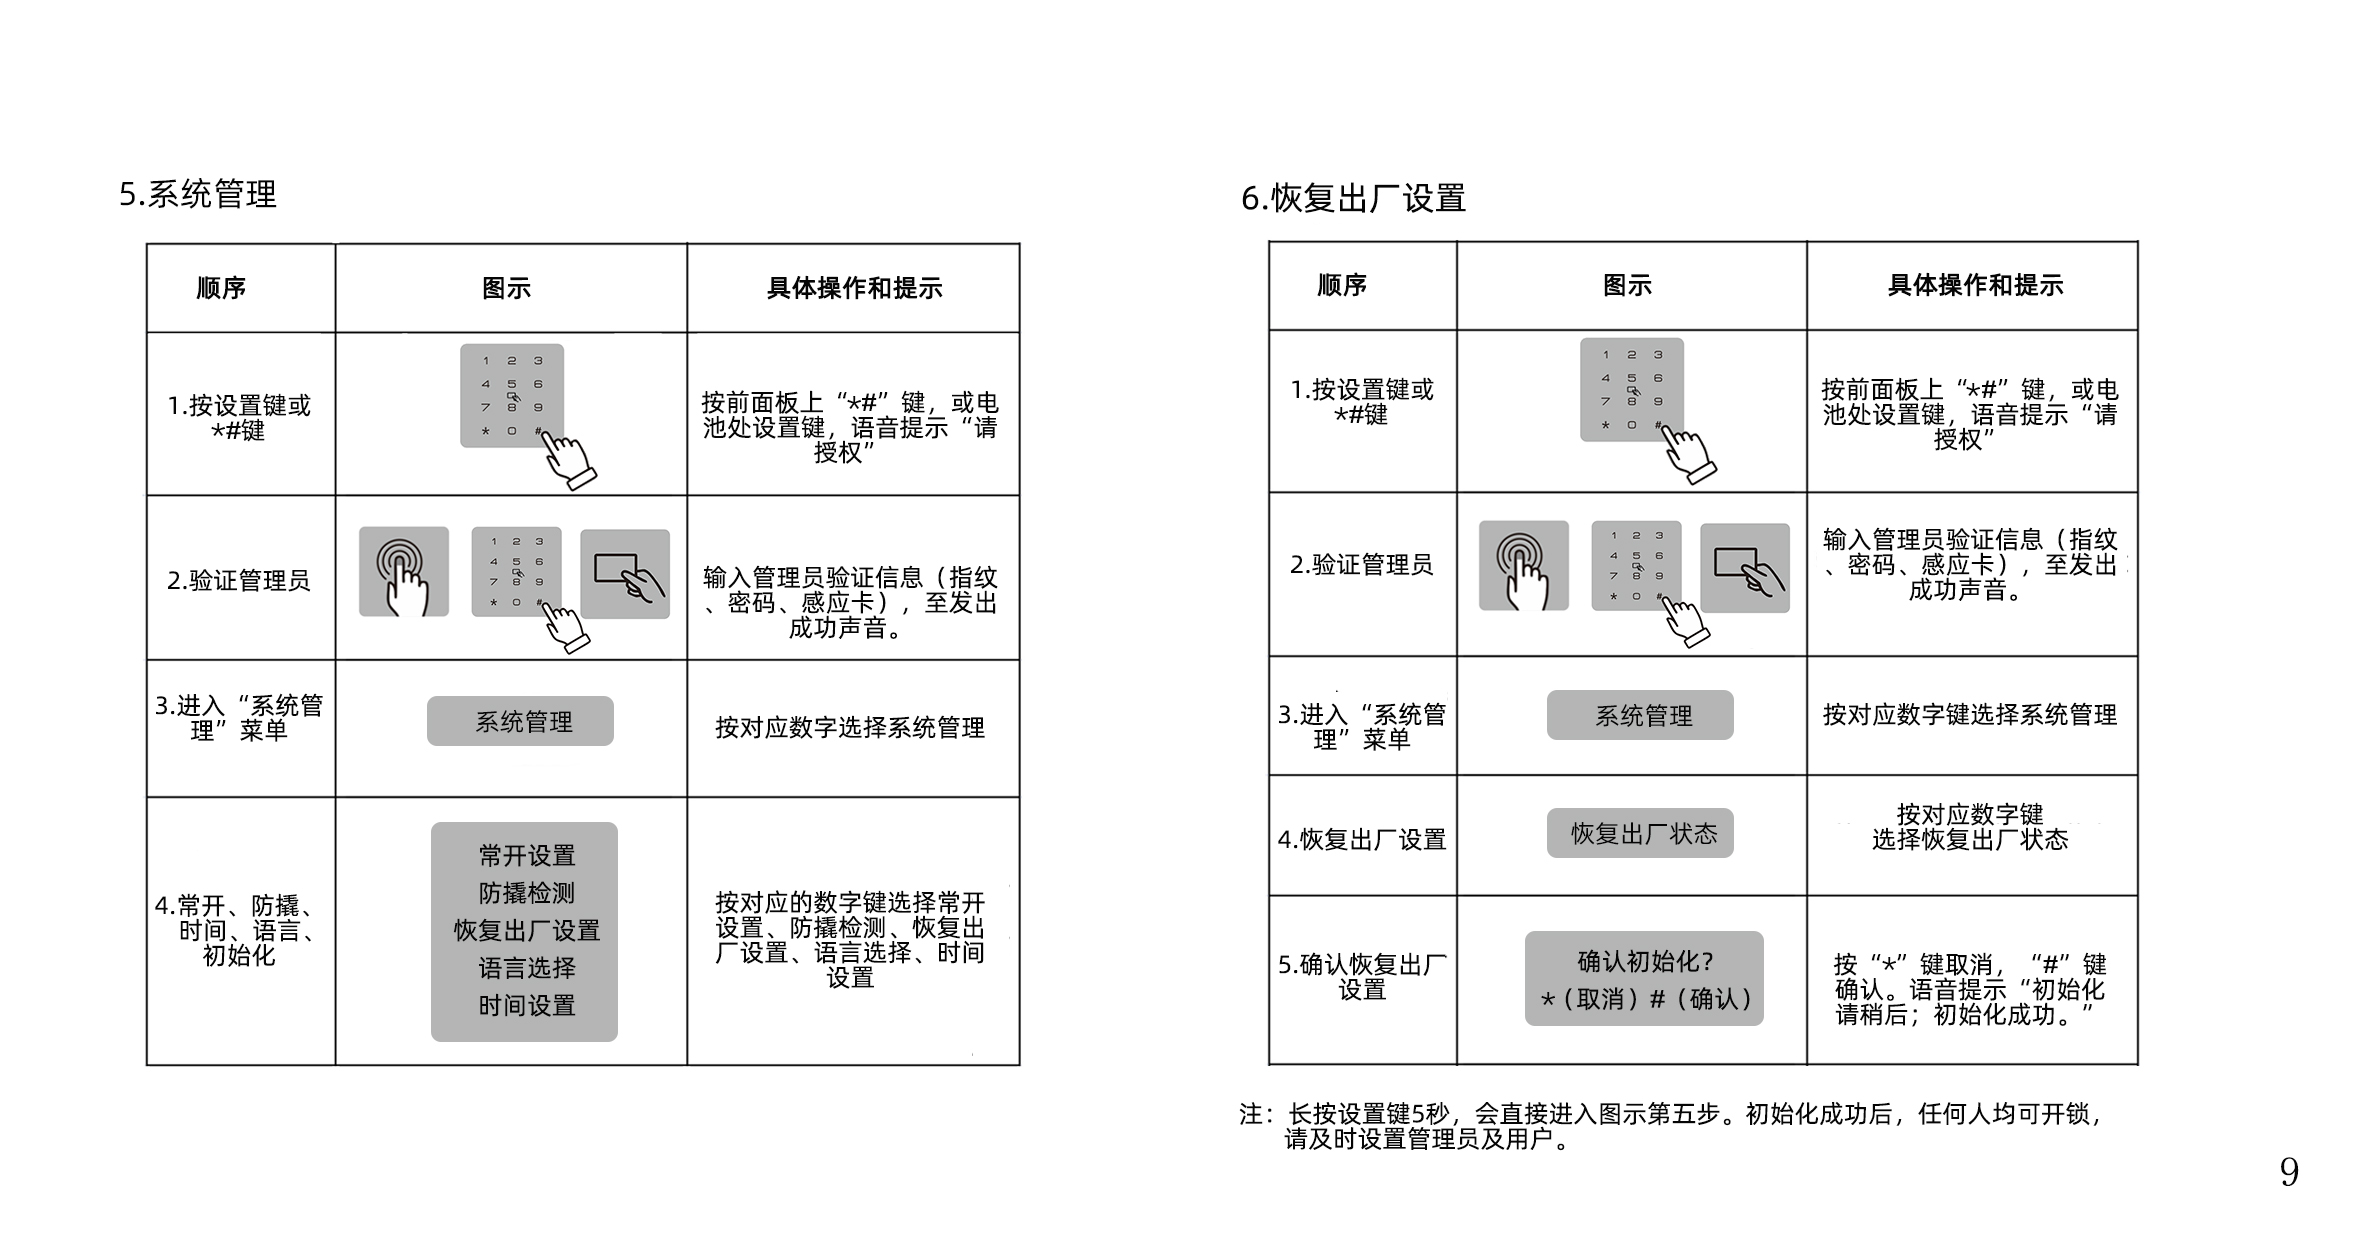 5.系统管理
顺序
图示
具体操作和提示
1.按设置键或
*#键
1 2 3
4 5 6
7 8 9
* 0 #
按前面板上“*#”键，或电
池处设置键，语音提示“请
授权”
2.验证管理员
1 2 3
4 5 6
7 8 9
* 0 #
输入管理员验证信息（指纹
、密码、感应卡），至发出
成功声音。
3.进入“系统管
理”菜单
系统管理
按对应数字选择系统管理
4.常开、防撬、
时间、语言、
初始化
常开设置
防撬检测
恢复出厂设置
语言选择
时间设置
按对应的数字键选择常开
设置、防撬检测、恢复出
厂设置、语言选择、时间
设置
6.恢复出厂设置
顺序
图示
具体操作和提示
1.按设置键或
*#键
1 2 3
4 5 6
7 8 9
* 0 #
按前面板上“*#”键，或电
池处设置键，语音提示“请
授权”
2.验证管理员
1 2 3
4 5 6
7 8 9
* 0 #
输入管理员验证信息（指纹
、密码、感应卡），至发出
成功声音。
3.进入“系统管
理”菜单
系统管理
按对应数字键选择系统管理
4.恢复出厂设置
恢复出厂状态
按对应数字键
选择恢复出厂状态
5.确认恢复出厂
设置
确认初始化？
*（取消）#（确认）
按“*”键取消，“#”键
确认。语音提示“初始化
请稍后；初始化成功。”
注：长按设置键5秒，会直接进入图示第五步。初始化成功后，任何人均可开锁，
请及时设置管理员及用户。
9